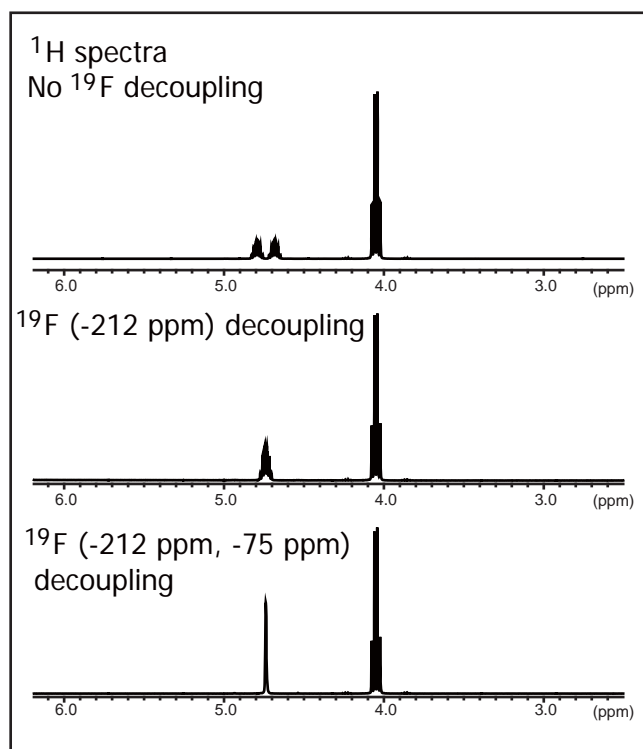 ¹H spectra
No ¹⁹F decoupling
6.0 5.0 4.0 3.0 (ppm)
¹⁹F (-212 ppm) decoupling
6.0 5.0 4.0 3.0 (ppm)
¹⁹F (-212 ppm, -75 ppm)
decoupling
6.0 5.0 4.0 3.0 (ppm)